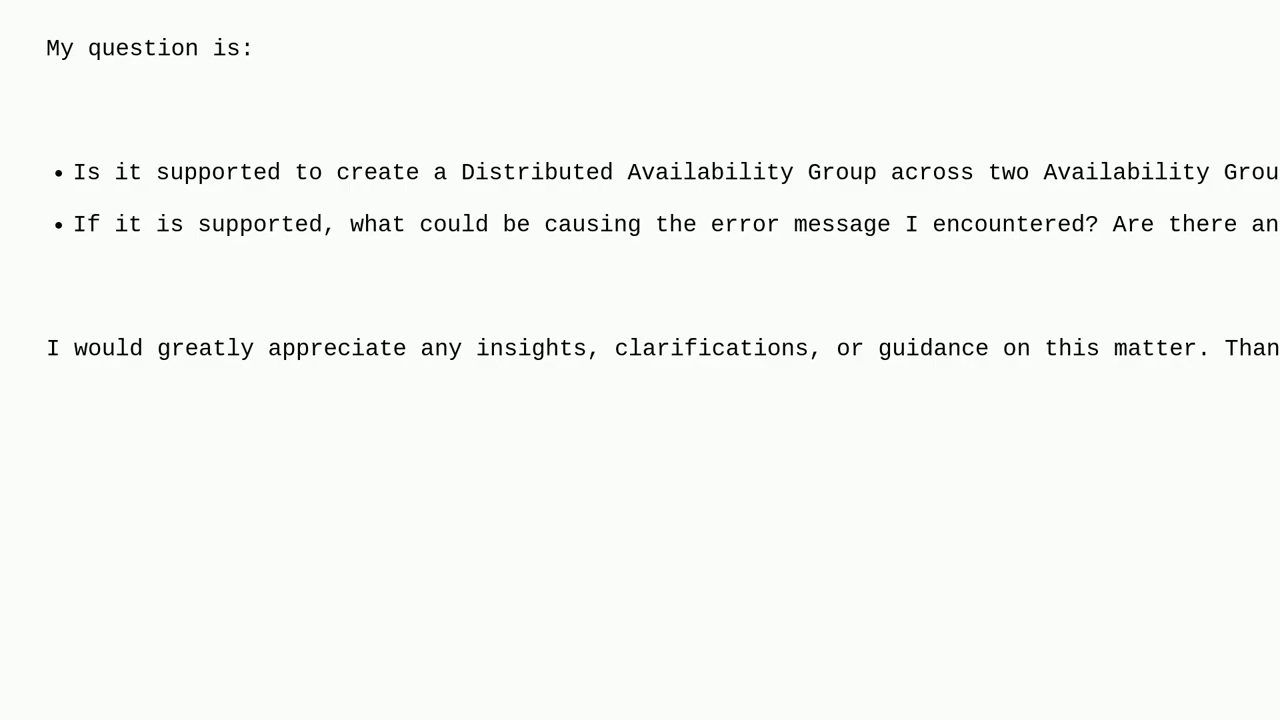 My question is:
• Is it supported to create a Distributed Availability Group across two Availability Grou
• If it is supported, what could be causing the error message I encountered? Are there an
I would greatly appreciate any insights, clarifications, or guidance on this matter. Than